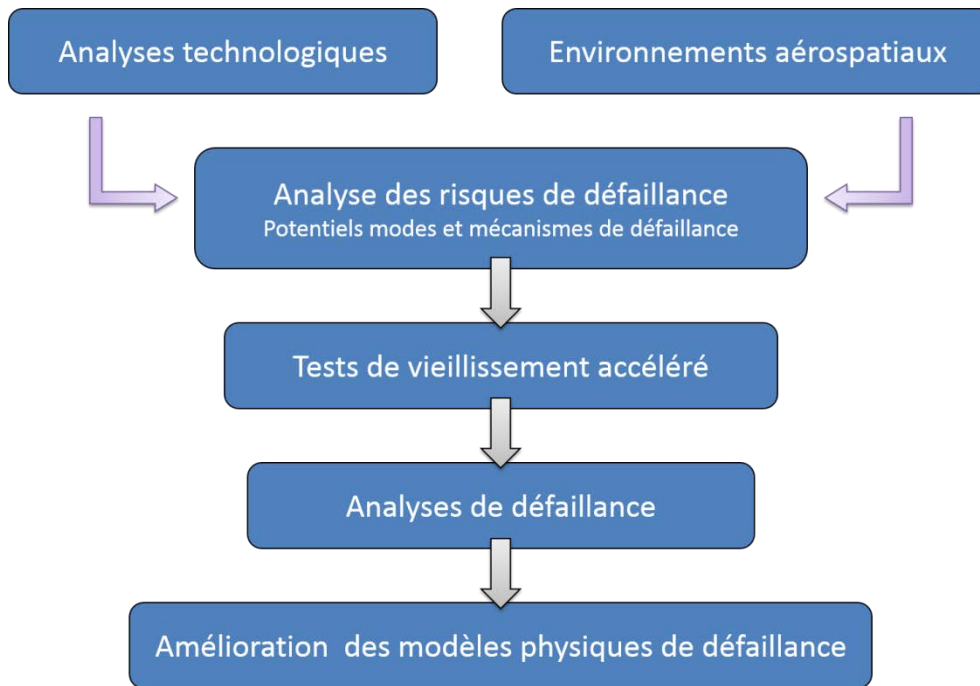 Analyses technologiques
Environnements aérospatiaux
Analyse des risques de défaillance
Potentiels modes et mécanismes de défaillance
Tests de vieillissement accéléré
Analyses de défaillance
Amélioration  des modèles physiques de défaillance